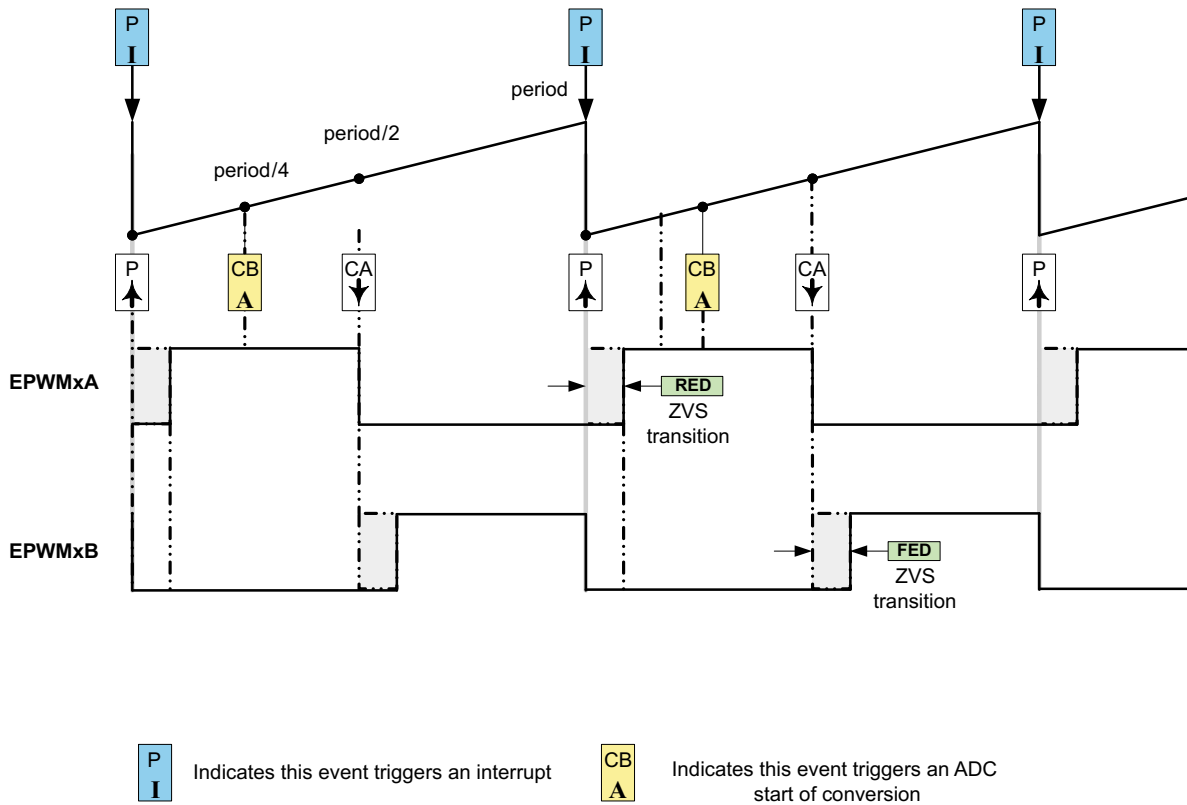 P
I
P
I
P
I
period
period/2
period/4
P
CB
A
CA
P
CB
A
CA
P
EPWMxA
RED
ZVS
transition
EPWMxB
FED
ZVS
transition
P
I
Indicates this event triggers an interrupt
CB
A
Indicates this event triggers an ADC
start of conversion